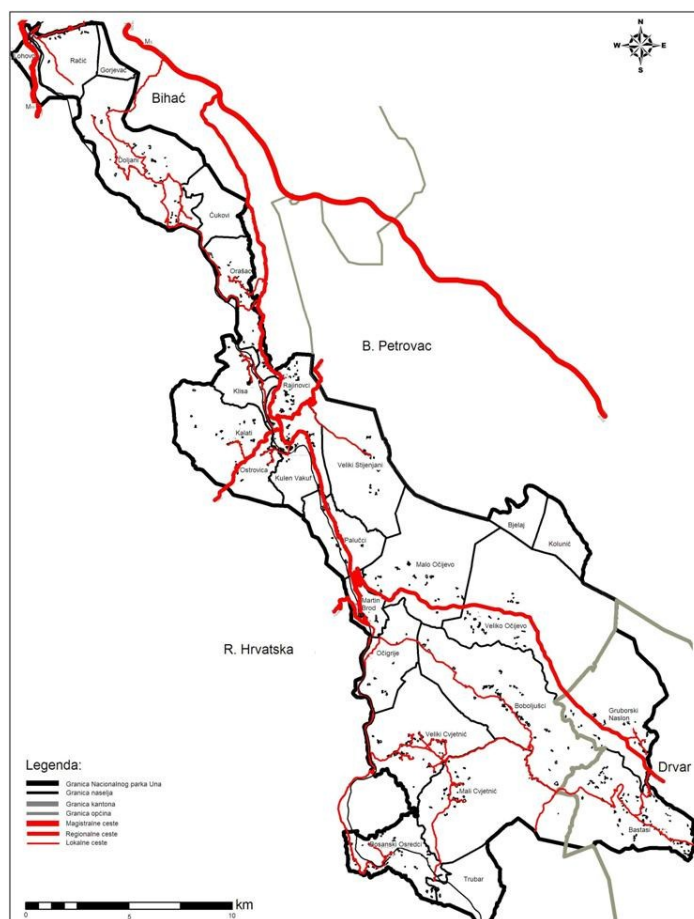 N
W E
S
M-
M-
Račić
Gorjevac
Bihać
Doljani
Čukovi
Orašac
B. Petrovac
Klisa
Rajinovci
Kalati
Ostrovica
Kulen Vakuf
Veliki Stjenjani
Bjelaj
Kolunić
Palučci
Malo Očijevo
Martin
Brod
Veliko Očijevo
R. Hrvatska
Očigrije
Boboljušci
Gruborski
Naslon
Veliki Cvjetnić
Drvar
Mali Cvjetnić
Bastasi
Bosanski Osredci
Trubar
Legenda:
Granica Nacionalnog parka Una
Granica naselja
Granica kantona
Granica općina
Magistralne ceste
Regionalne ceste
Lokalne ceste
km
0 5 10